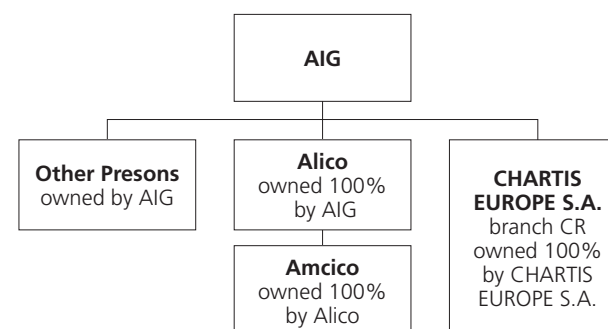 AIG
Other Presons
owned by AIG
Alico
owned 100%
by AIG
CHARTIS
EUROPE S.A.
branch CR
owned 100%
by CHARTIS
EUROPE S.A.
Amcico
owned 100%
by Alico